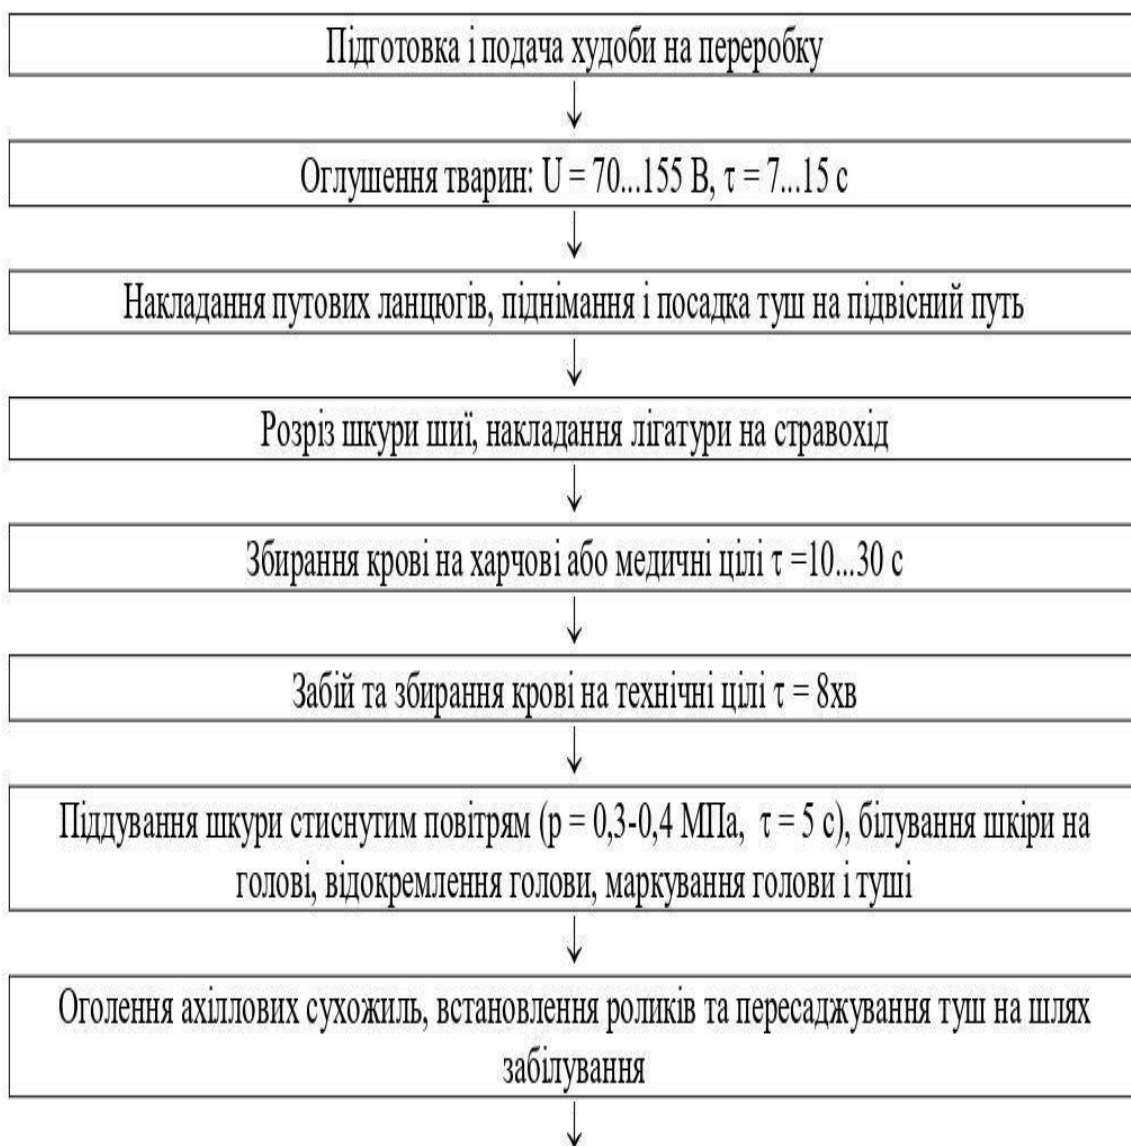 Підготовка і подача худоби на переробку
Оглушення тварин: U = 70...155 В, τ = 7...15 с
Накладання путових ланцюгів, піднімання і посадка туш на підвісний путь
Розріз шкури шиї, накладання лігатури на стравохід
Збирання крові на харчові або медичні цілі τ =10...30 с
Забій та збирання крові на технічні цілі τ = 8хв
Піддування шкури стиснутим повітрям (р = 0,3-0,4 МПа, τ = 5 с), білування шкіри на
голові, відокремлення голови, маркування голови і туші
Оголення ахіллових сухожиль, встановлення роликів та пересаджування туш на шлях
забілування